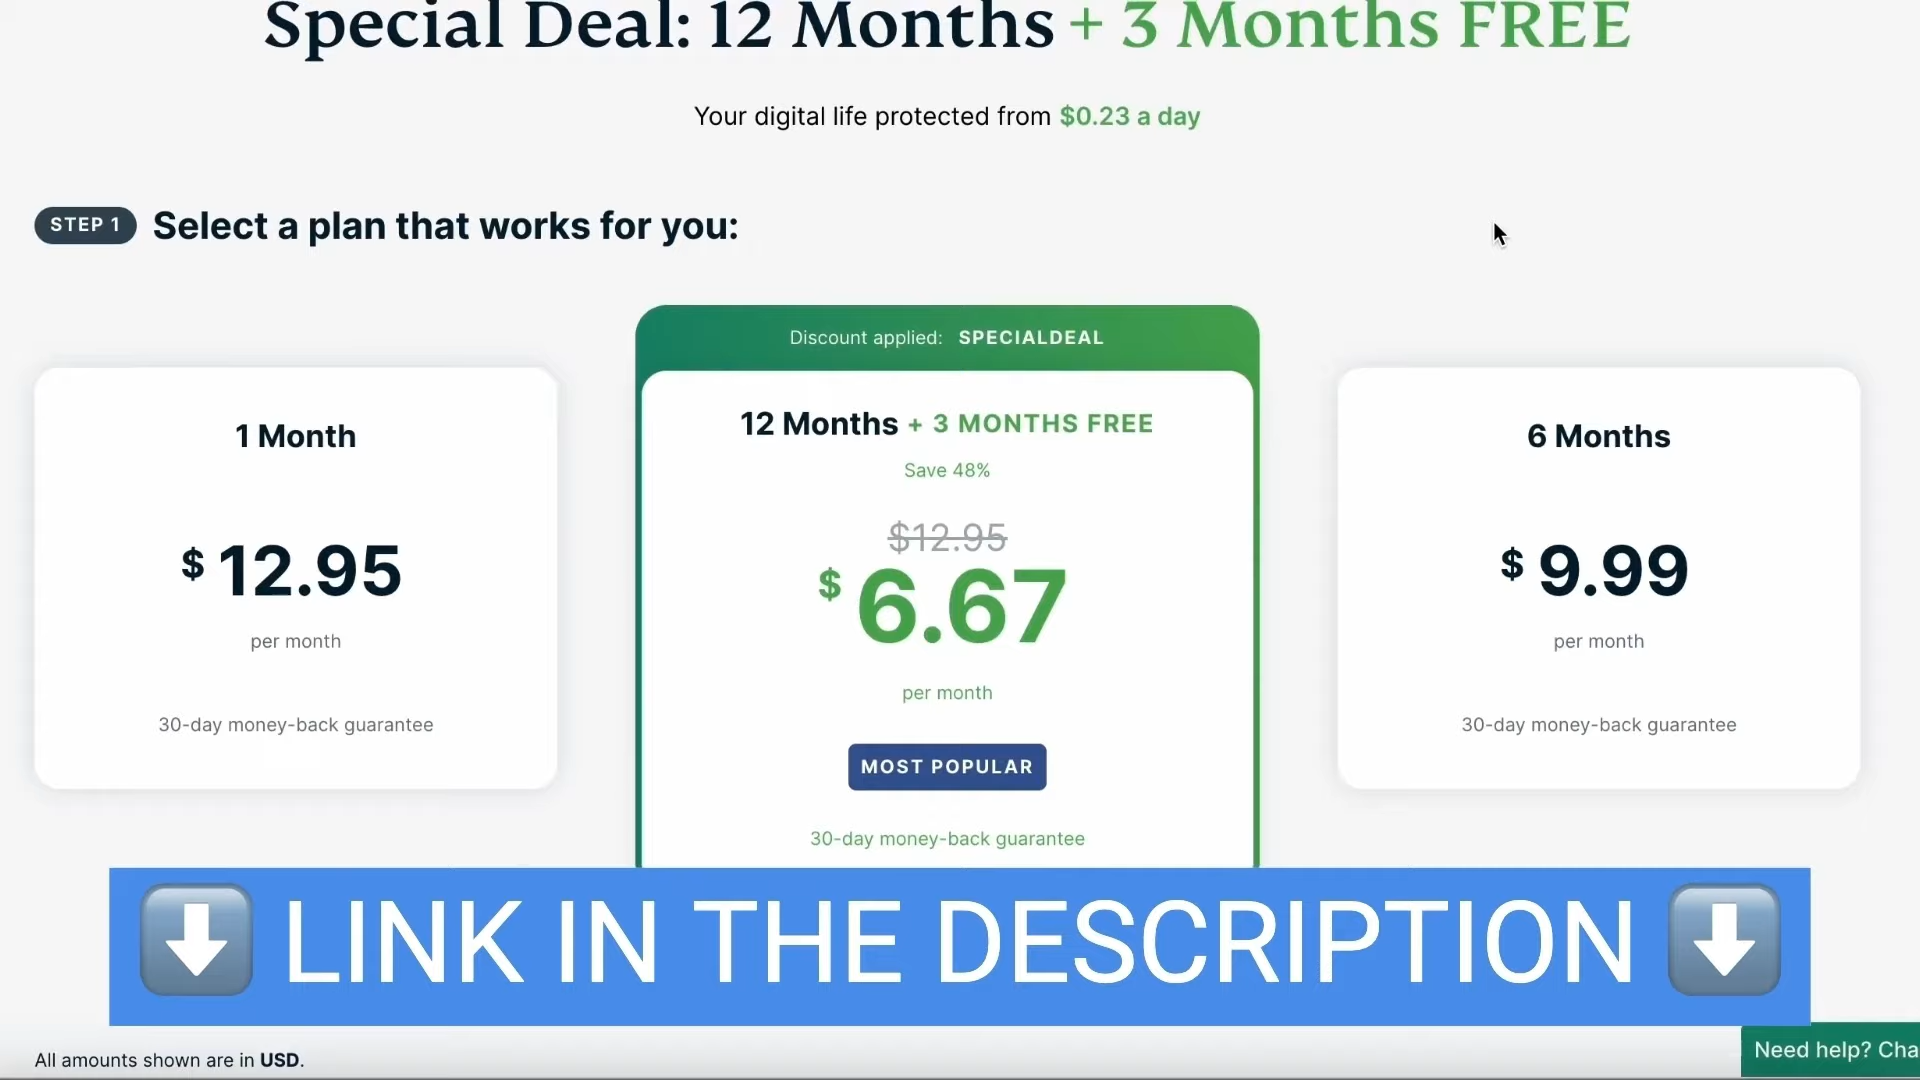 Special Deal: 12 Months + 3 Months FREE
Your digital life protected from $0.23 a day
STEP 1 Select a plan that works for you:
1 Month
$12.95
per month
30-day money-back guarantee
Discount applied: SPECIALDEAL
12 Months + 3 MONTHS FREE
Save 48%
$12.95
$6.67
per month
MOST POPULAR
30-day money-back guarantee
6 Months
$9.99
per month
30-day money-back guarantee
LINK IN THE DESCRIPTION
All amounts shown are in USD.
Need help? Cha